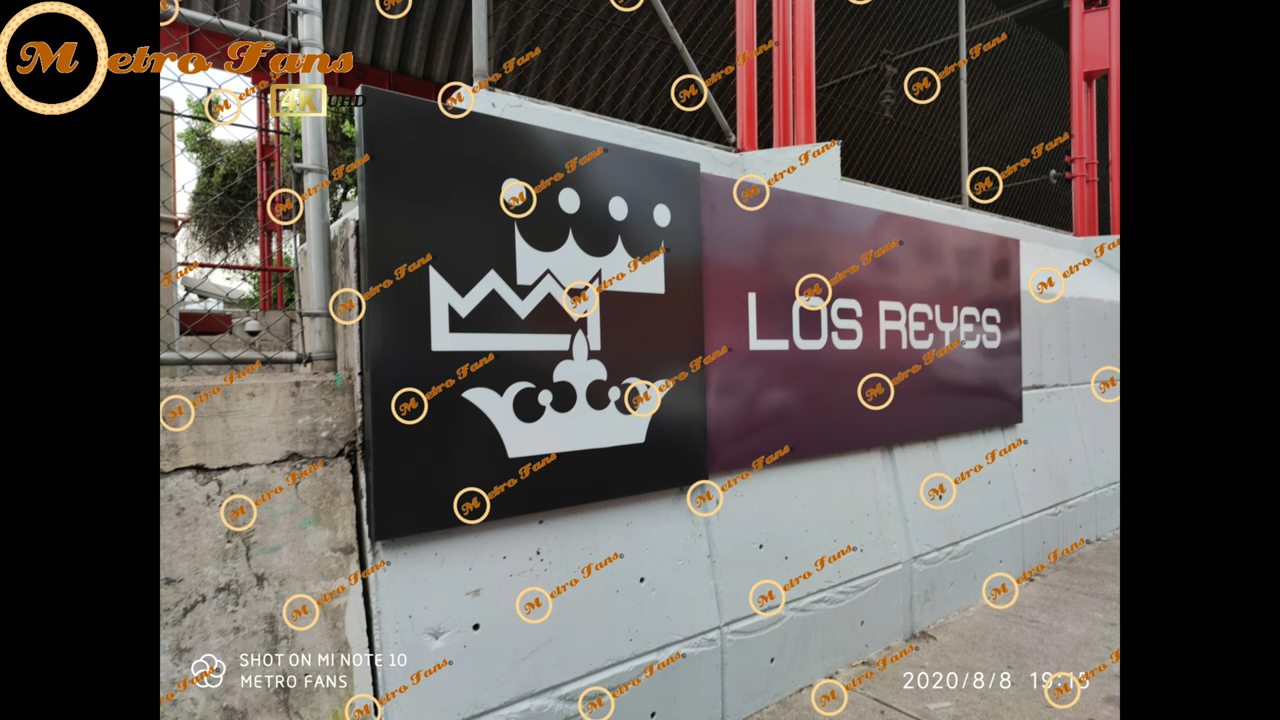 Metro Fans
4K UHD
LOS REYES
SHOT ON MI NOTE 10
METRO FANS
2020/8/8